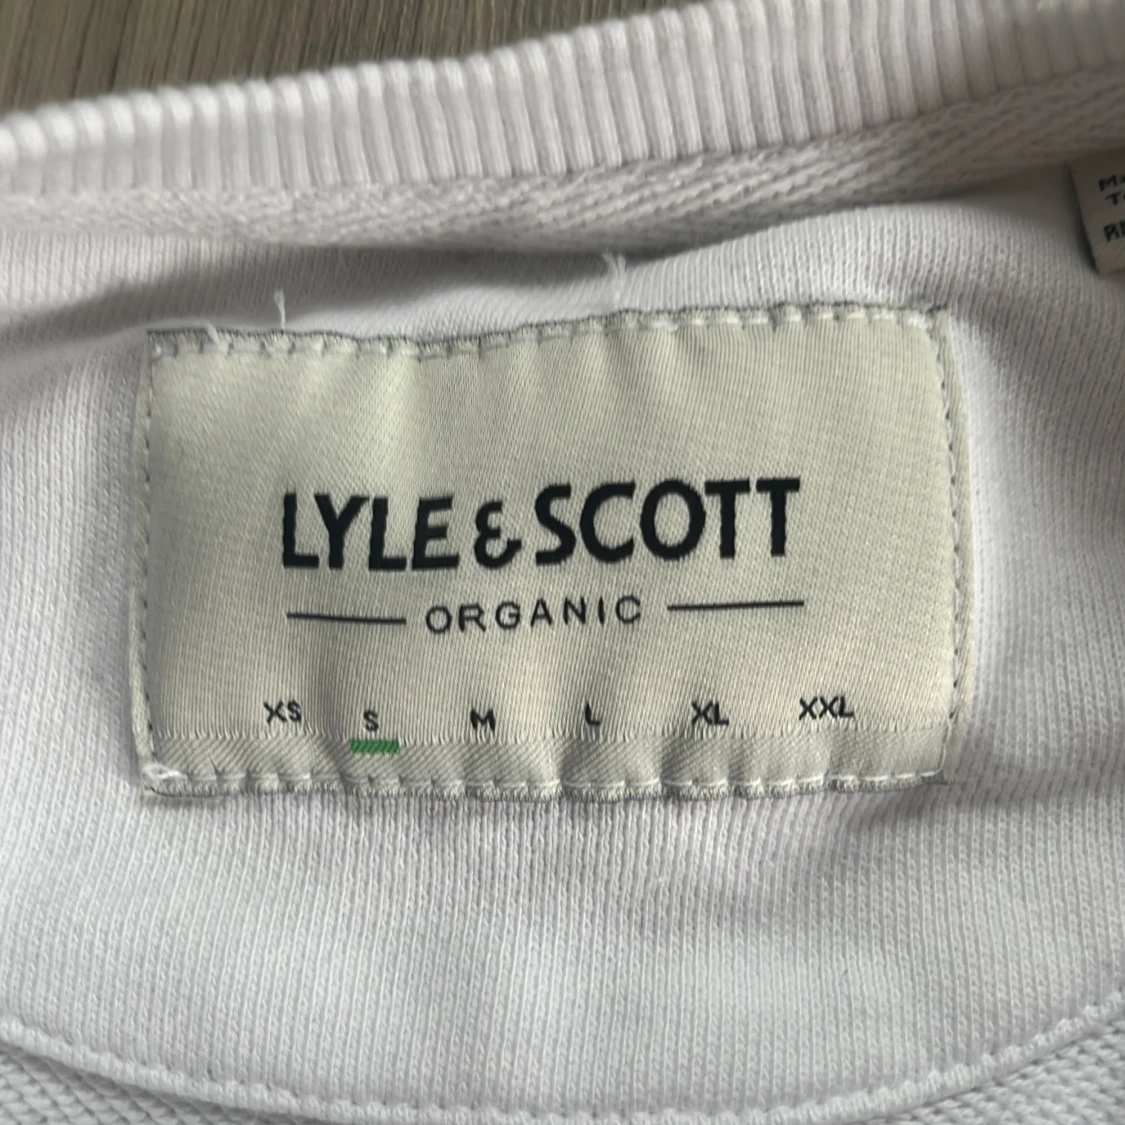 LYLE & SCOTT
ORGANIC
XS S M L XL XXL